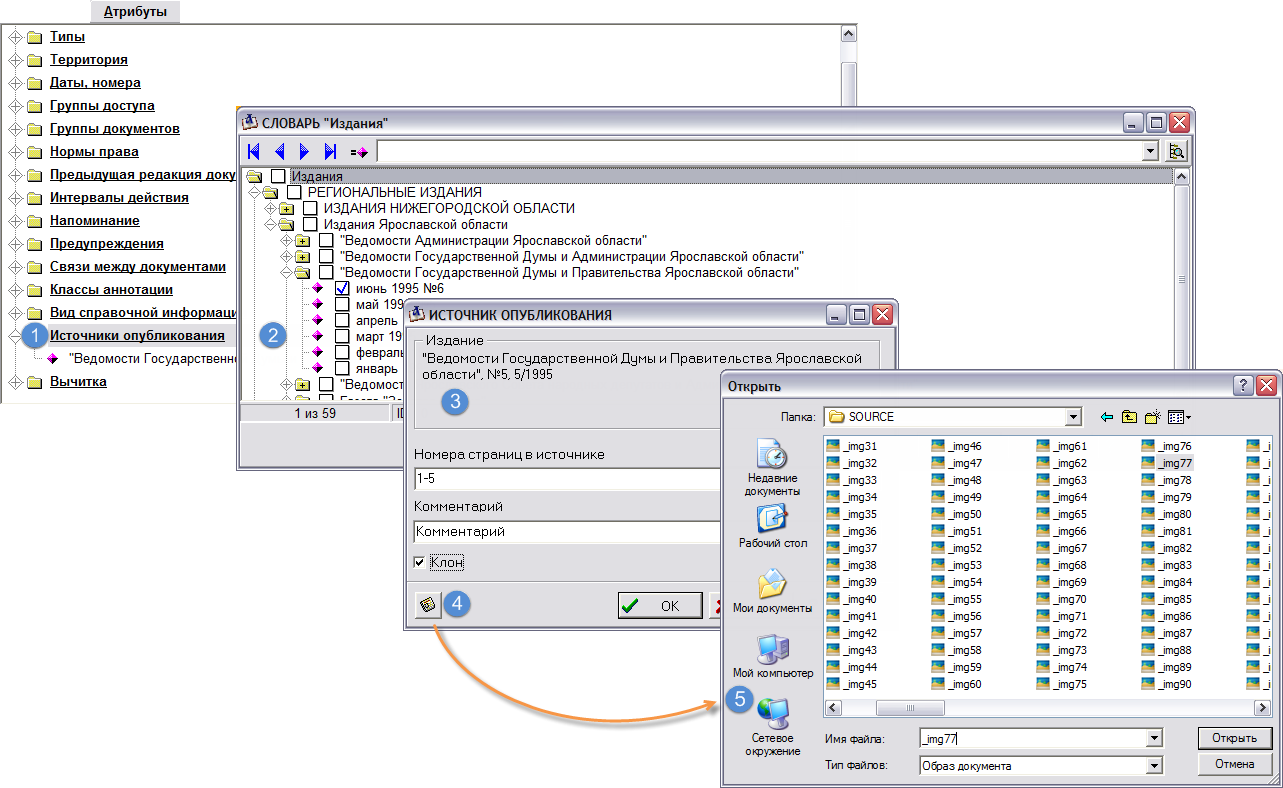 Атрибуты
Типы
Территория
Даты, номера
Группы доступа
Группы документов
Нормы права
Предыдущая редакция доку
Интервалы действия
Напоминание
Предупреждения
Связи между документами
Классы аннотации
Вид справочной информаци
1 Источники опубликования
"Ведомости Государственно
Вычитка
СЛОВАРЬ "Издания"
Издания
РЕГИОНАЛЬНЫЕ ИЗДАНИЯ
ИЗДАНИЯ НИЖЕГОРОДСКОЙ ОБЛАСТИ
Издания Ярославской области
"Ведомости Администрации Ярославской области"
"Ведомости Государственной Думы и Администрации Ярославской области"
"Ведомости Государственной Думы и Правительства Ярославской области"
июнь 1995 №6
май 199
апрель
2
март 19
февраль
январь
"Ведомост
1 из 59
ИСТОЧНИК ОПУБЛИКОВАНИЯ
Издание
"Ведомости Государственной Думы и Правительства Ярославской
области", №5, 5/1995
3
Номера страниц в источнике
1-5
Комментарий
Комментарий
Клон
4
OK
Открыть
Папка: SOURCE
Недавние
документы
Рабочий стол
Мои документы
Мой компьютер
5
Сетевое
окружение
_img31 _img46 _img61 _img76
_img32 _img47 _img62 _img77
_img33 _img48 _img63 _img78
_img34 _img49 _img64 _img79
_img35 _img50 _img65 _img80
_img36 _img51 _img66 _img81
_img37 _img52 _img67 _img82
_img38 _img53 _img68 _img83
_img39 _img54 _img69 _img84
_img40 _img55 _img70 _img85
_img41 _img56 _img71 _img86
_img42 _img57 _img72 _img87
_img43 _img58 _img73 _img88
_img44 _img59 _img74 _img89
_img45 _img60 _img75 _img90
Имя файла: _img77 Открыть
Тип файлов: Образ документа Отмена